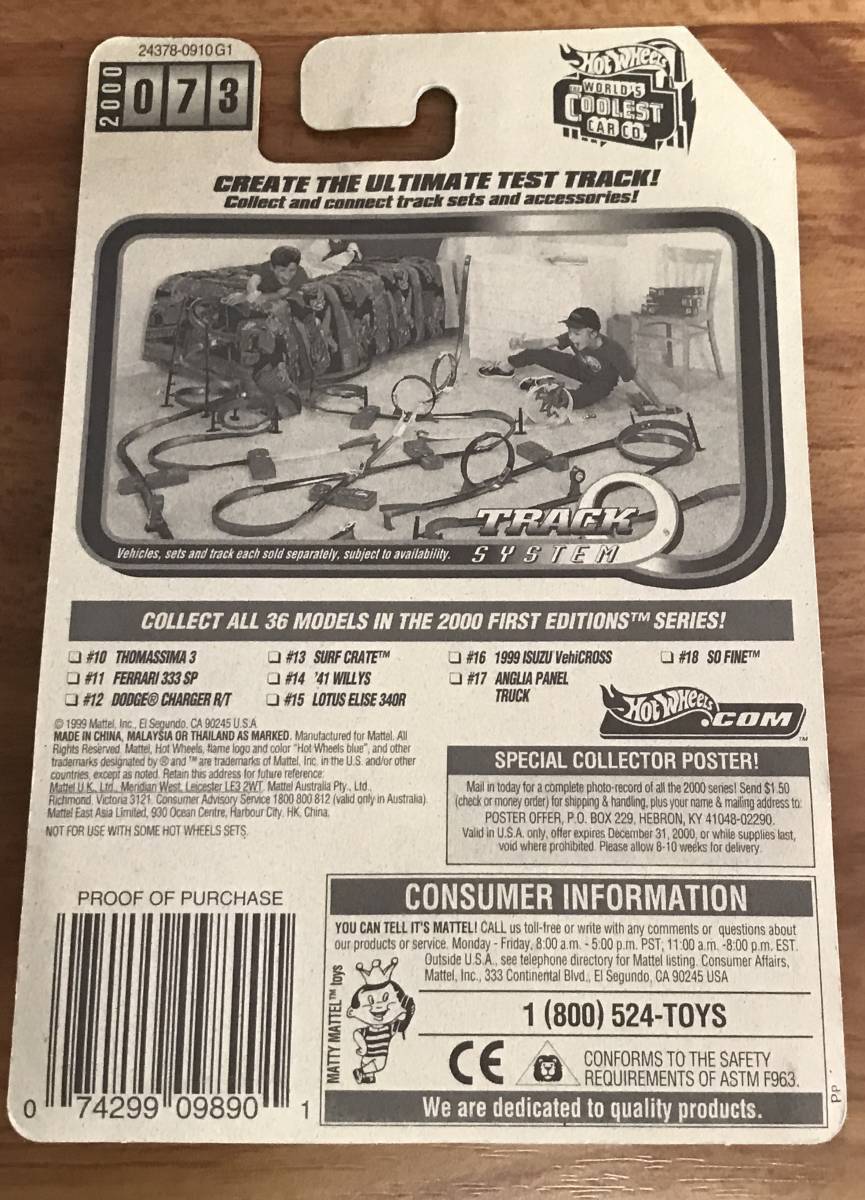 24378-0910 G1
2000
073
Hot Wheels
THE WORLD'S
COOLEST
CAR CO.™
CREATE THE ULTIMATE TEST TRACK!
Collect and connect track sets and accessories!
TRACK
SYSTEM
Vehicles, sets and track each sold separately, subject to availability.
COLLECT ALL 36 MODELS IN THE 2000 FIRST EDITIONS™ SERIES!
#10 THOMASSIMA 3
#11 FERRARI 333 SP
#12 DODGE® CHARGER R/T
#13 SURF CRATE™
#14 '41 WILLYS
#15 LOTUS ELISE 340R
#16 1999 ISUZU VehiCROSS
#17 ANGLIA PANEL
TRUCK
#18 SO FINE™
Hot Wheels.COM™
© 1999 Mattel, Inc., El Segundo, CA 90245 U.S.A.
MADE IN CHINA, MALAYSIA OR THAILAND AS MARKED. Manufactured for Mattel. All
Rights Reserved. Mattel, Hot Wheels, flame logo and color "Hot Wheels blue", and other
trademarks designated by ® and ™ are trademarks of Mattel, Inc. in the U.S. and/or other
countries, except as noted. Retain this address for future reference:
Mattel U.K., Ltd., Meridian West, Leicester LE3 2WT. Mattel Australia Pty., Ltd.,
Richmond, Victoria 3121. Consumer Advisory Service 1 800 800 812 (valid only in Australia).
Mattel East Asia Limited, 930 Ocean Centre, Harbour City, HK, China.
NOT FOR USE WITH SOME HOT WHEELS SETS.
SPECIAL COLLECTOR POSTER!
Mail in today for a complete photo-record of all the 2000 series! Send $1.50
(check or money order) for shipping & handling, plus your name & mailing address to:
POSTER OFFER, P.O. BOX 229, HEBRON, KY 41048-02290.
Valid in U.S.A. only, offer expires December 31, 2000, or while supplies last,
void where prohibited. Please allow 8-10 weeks for delivery.
PROOF OF PURCHASE
0 74299 09890 1
CONSUMER INFORMATION
YOU CAN TELL IT'S MATTEL! CALL us toll-free or write with any comments or questions about
our products or service. Monday - Friday, 8:00 a.m. - 5:00 p.m. PST; 11:00 a.m. -8:00 p.m. EST.
Outside U.S.A., see telephone directory for Mattel listing. Consumer Affairs,
Mattel, Inc., 333 Continental Blvd., El Segundo, CA 90245 USA
MATTY MATTEL™ toys
1 (800) 524-TOYS
CE
CONFORMS TO THE SAFETY
REQUIREMENTS OF ASTM F963.
We are dedicated to quality products.
PP